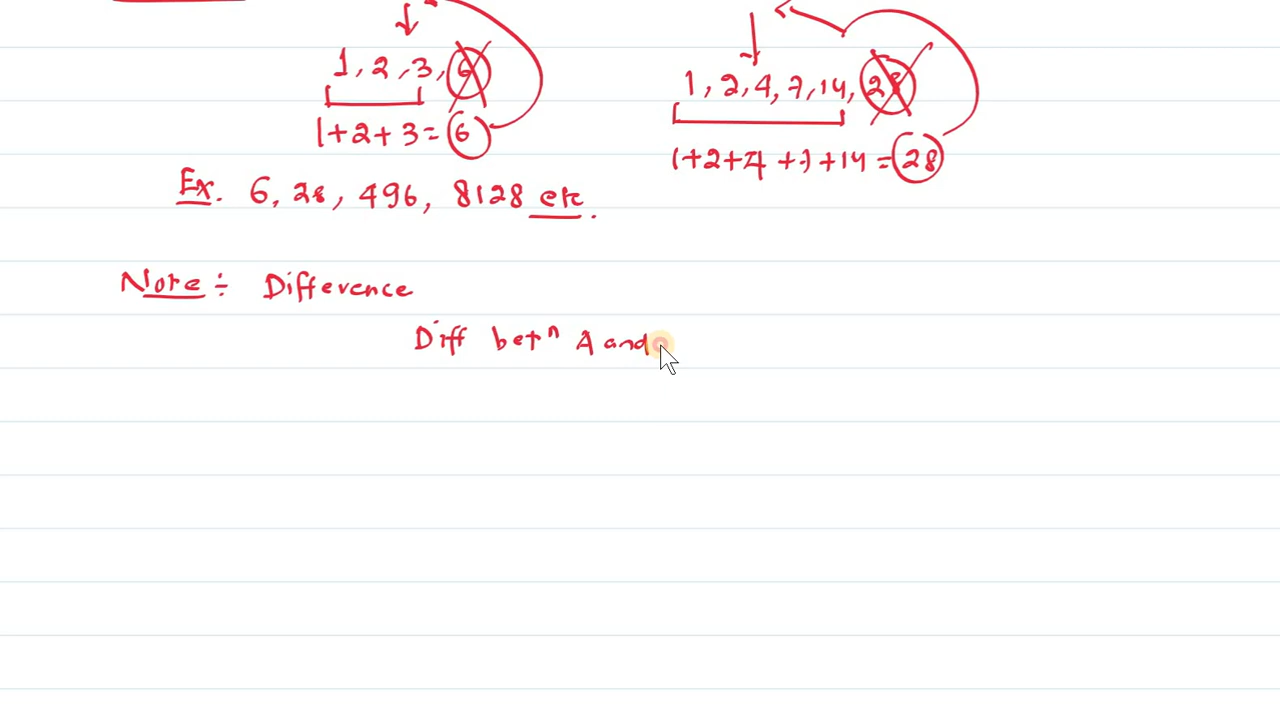 1, 2, 3, 6 1, 2, 4, 7, 14, 28
1+2+3=6 1+2+4+7+14=28
Ex. 6, 28, 496, 8128 etc.
Note÷ Difference
Diff betn A and